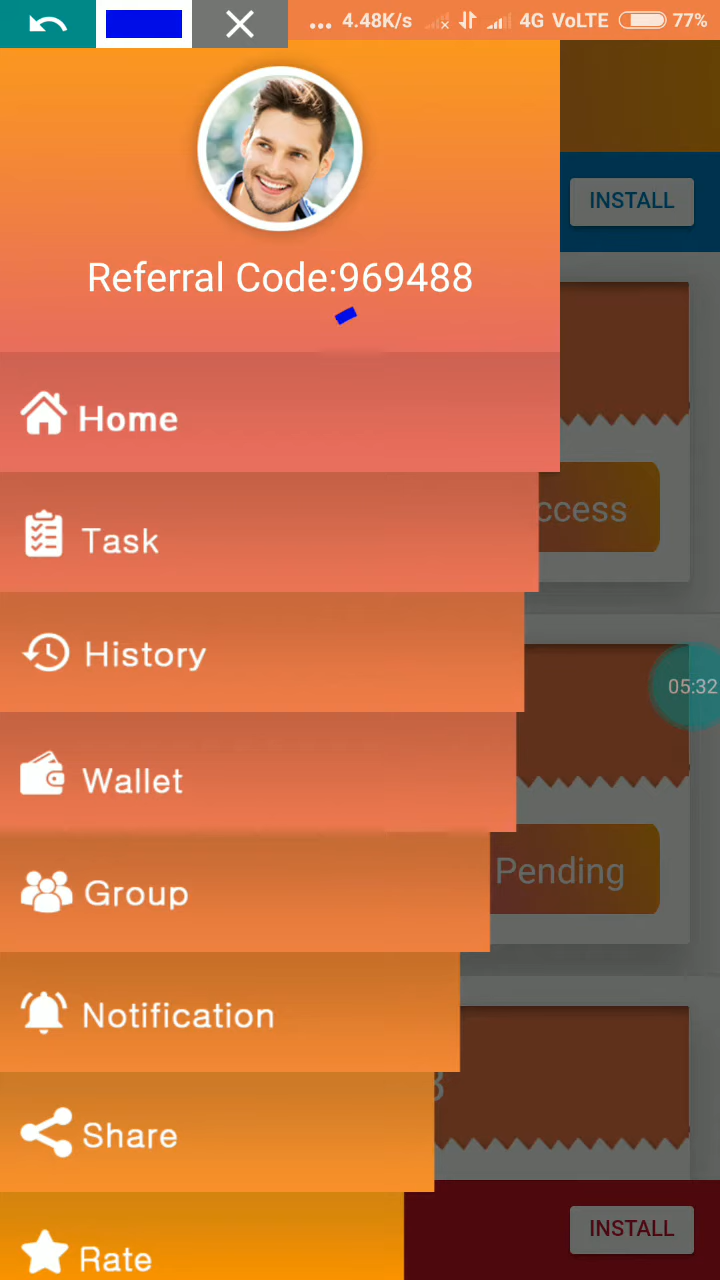 ... 4.48K/s 4G VoLTE 77%
INSTALL
Referral Code:969488
Home
ccess
Task
History
05:32
Wallet
Pending
Group
Notification
Share
INSTALL
Rate